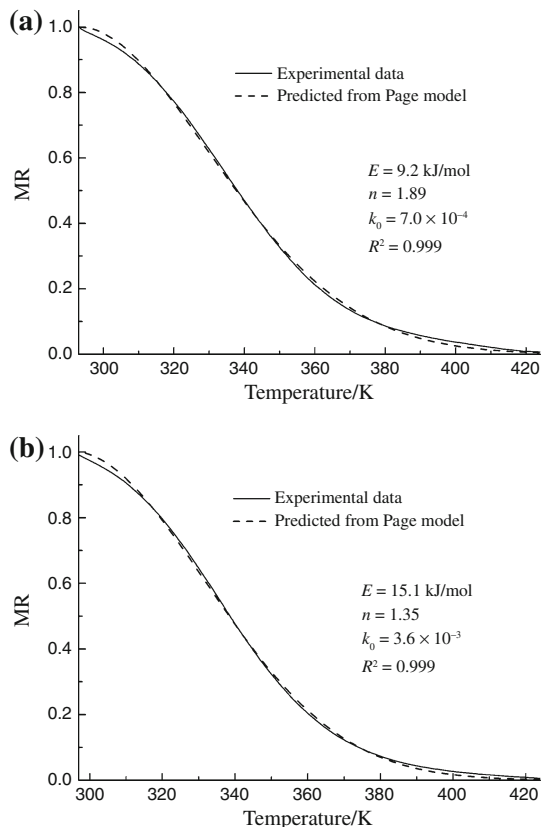 (a)
1.0
0.8
0.6
0.4
0.2
0.0
MR
Experimental data
Predicted from Page model
E = 9.2 kJ/mol
n = 1.89
k₀ = 7.0 × 10⁻⁴
R² = 0.999
300 320 340 360 380 400 420
Temperature/K
(b)
1.0
0.8
0.6
0.4
0.2
0.0
MR
Experimental data
Predicted from Page model
E = 15.1 kJ/mol
n = 1.35
k₀ = 3.6 × 10⁻³
R² = 0.999
300 320 340 360 380 400 420
Temperature/K